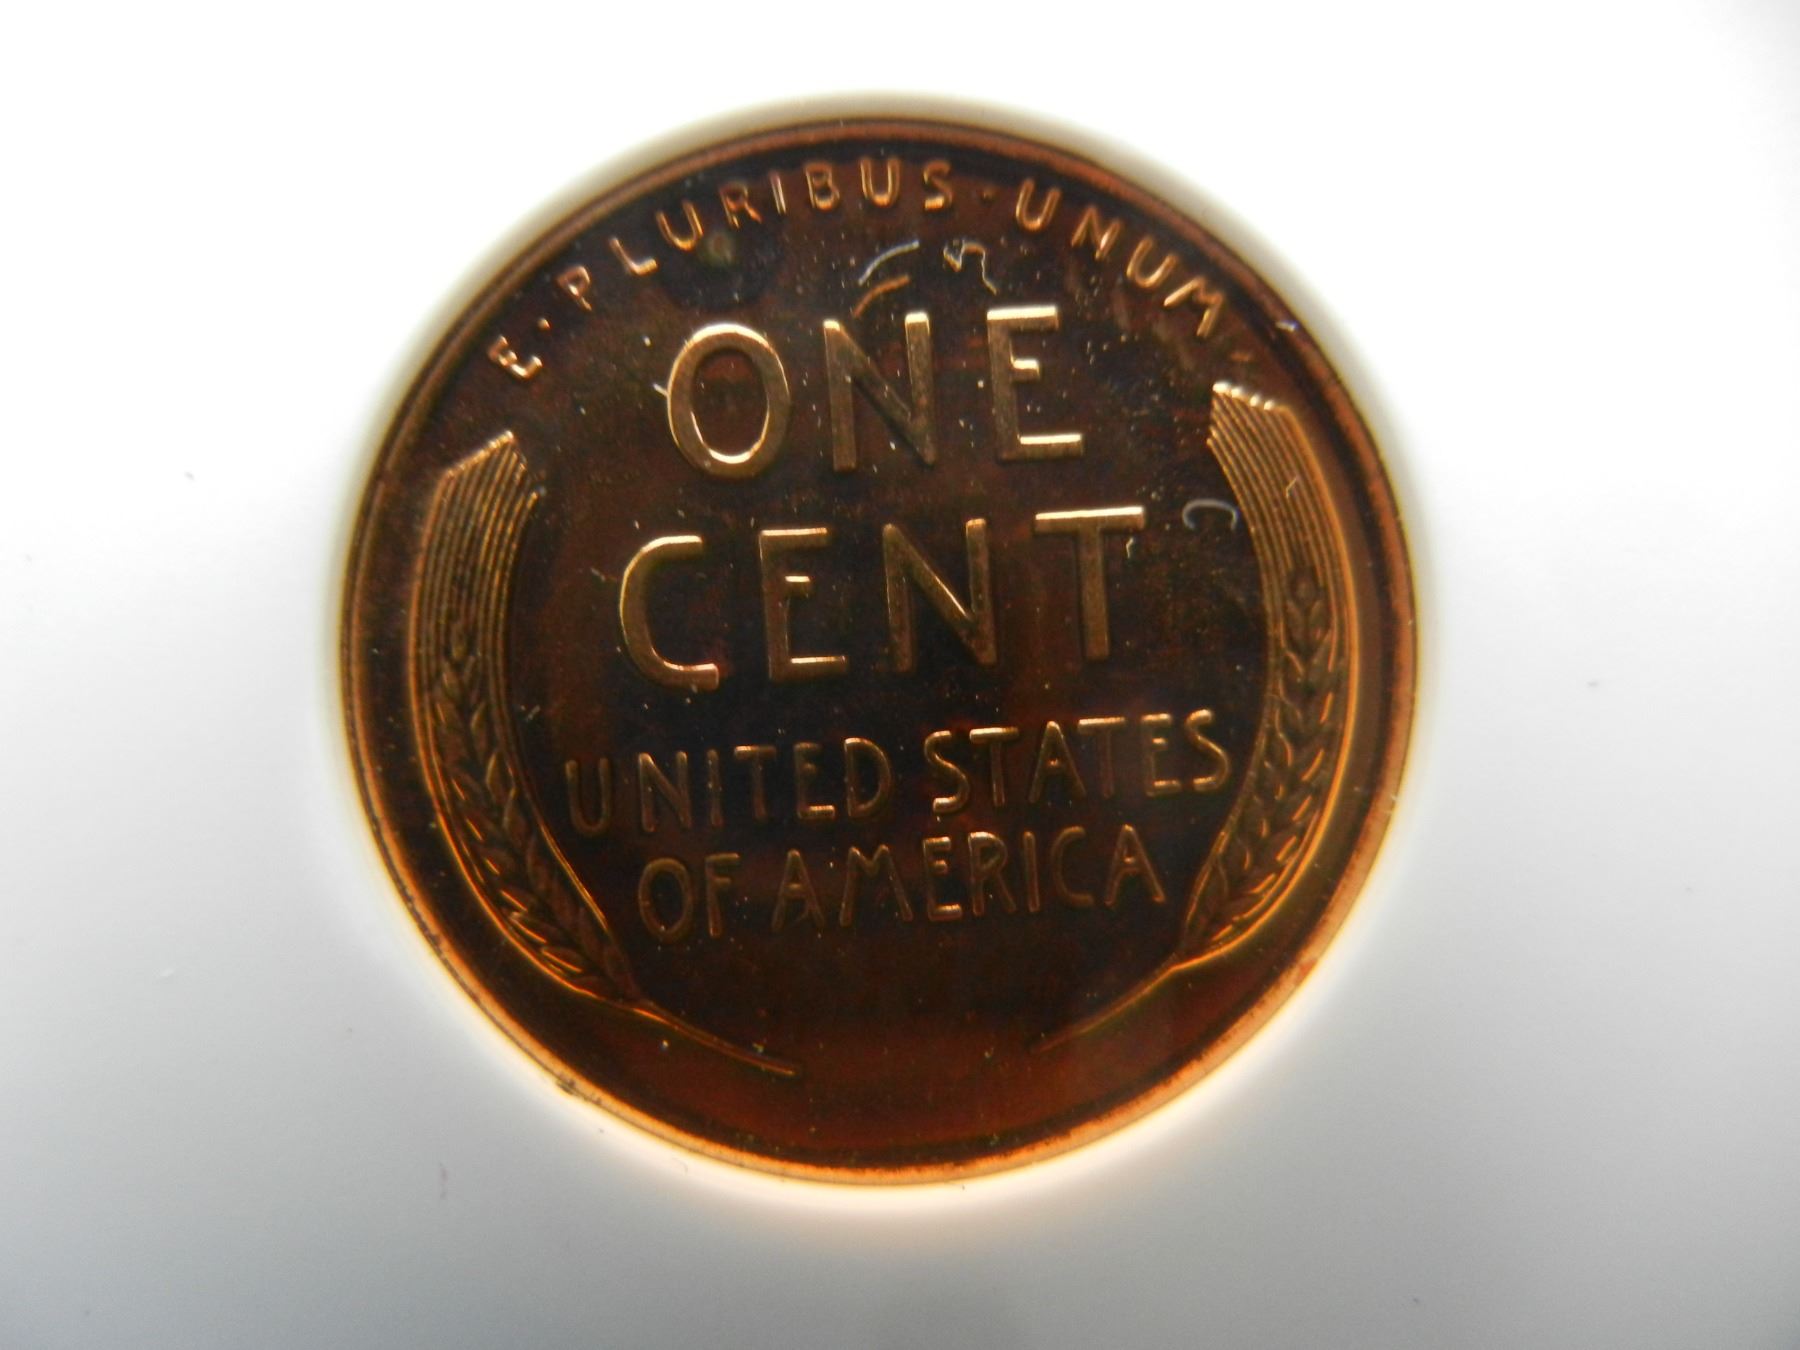 E · PLURIBUS · UNUM
ONE
CENT
UNITED STATES
OF AMERICA